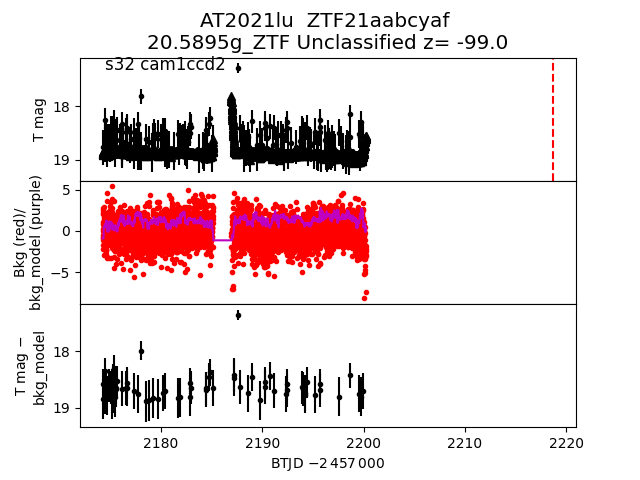 AT2021lu  ZTF21aabcyaf
20.5895g_ZTF Unclassified z= -99.0
s32 cam1ccd2
18
19
T mag
5
0
−5
Bkg (red)/
bkg_model (purple)
18
19
T mag −
bkg_model
2180
2190
2200
2210
2220
BTJD −2 457 000